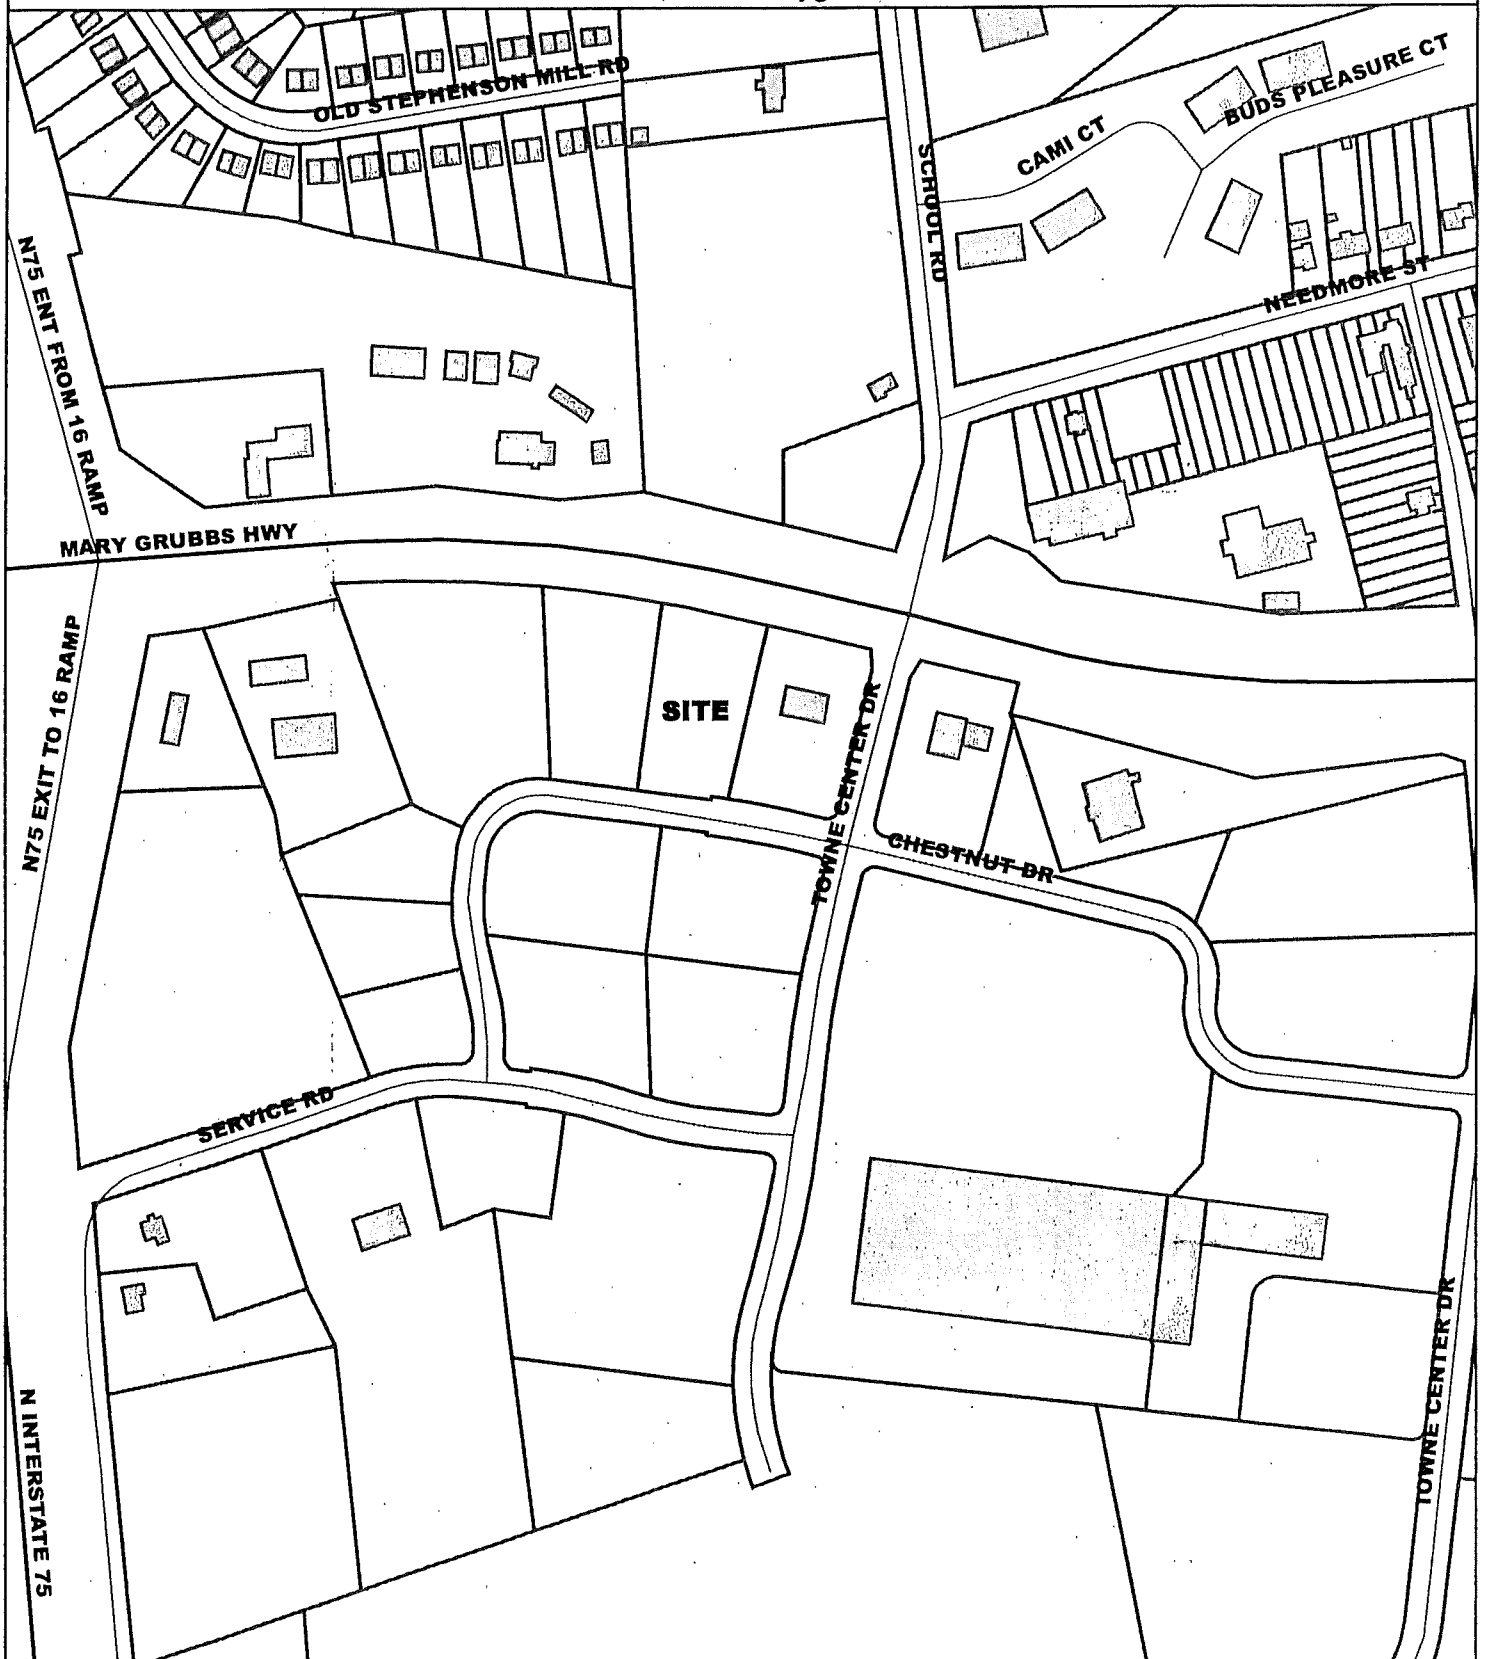 OLD STEPHENSON MILL RD
BUDS PLEASURE CT
CAMI CT
SCHOOL RD
NEEDMORE ST
N75 ENT FROM 16 RAMP
MARY GRUBBS HWY
N75 EXIT TO 16 RAMP
SITE
TOWNE CENTER DR
CHESTNUT DR
SERVICE RD
TOWNE CENTER DR
N INTERSTATE 75